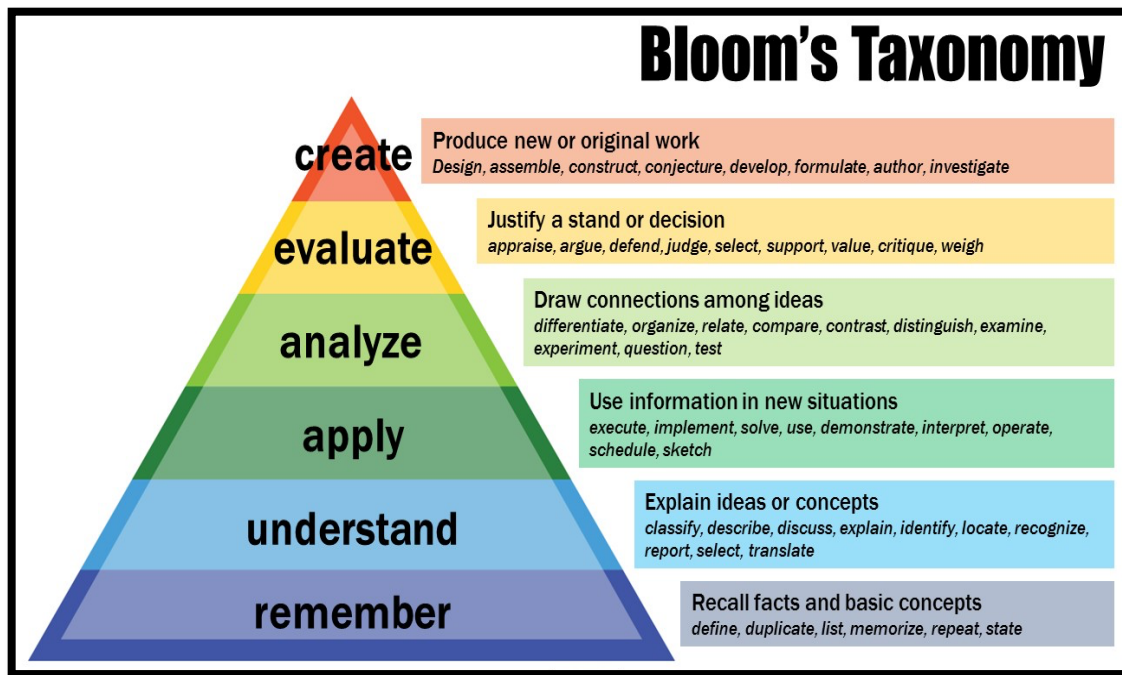 Bloom's Taxonomy
create
Produce new or original work
Design, assemble, construct, conjecture, develop, formulate, author, investigate
evaluate
Justify a stand or decision
appraise, argue, defend, judge, select, support, value, critique, weigh
analyze
Draw connections among ideas
differentiate, organize, relate, compare, contrast, distinguish, examine,
experiment, question, test
apply
Use information in new situations
execute, implement, solve, use, demonstrate, interpret, operate,
schedule, sketch
understand
Explain ideas or concepts
classify, describe, discuss, explain, identify, locate, recognize,
report, select, translate
remember
Recall facts and basic concepts
define, duplicate, list, memorize, repeat, state